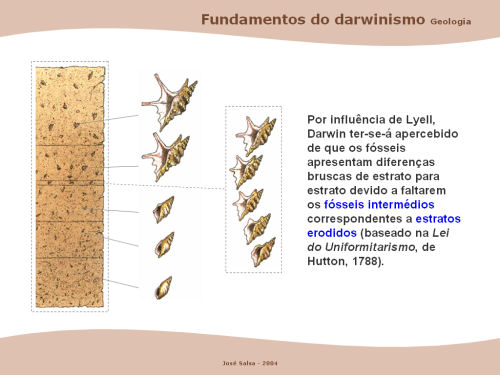 Fundamentos do darwinismo Geologia
Por influência de Lyell,
Darwin ter-se-á apercebido
de que os fósseis
apresentam diferenças
bruscas de estrato para
estrato devido a faltarem
os fósseis intermédios
correspondentes a estratos
erodidos (baseado na Lei
do Uniformitarismo, de
Hutton, 1788).
José Salsa - 2004